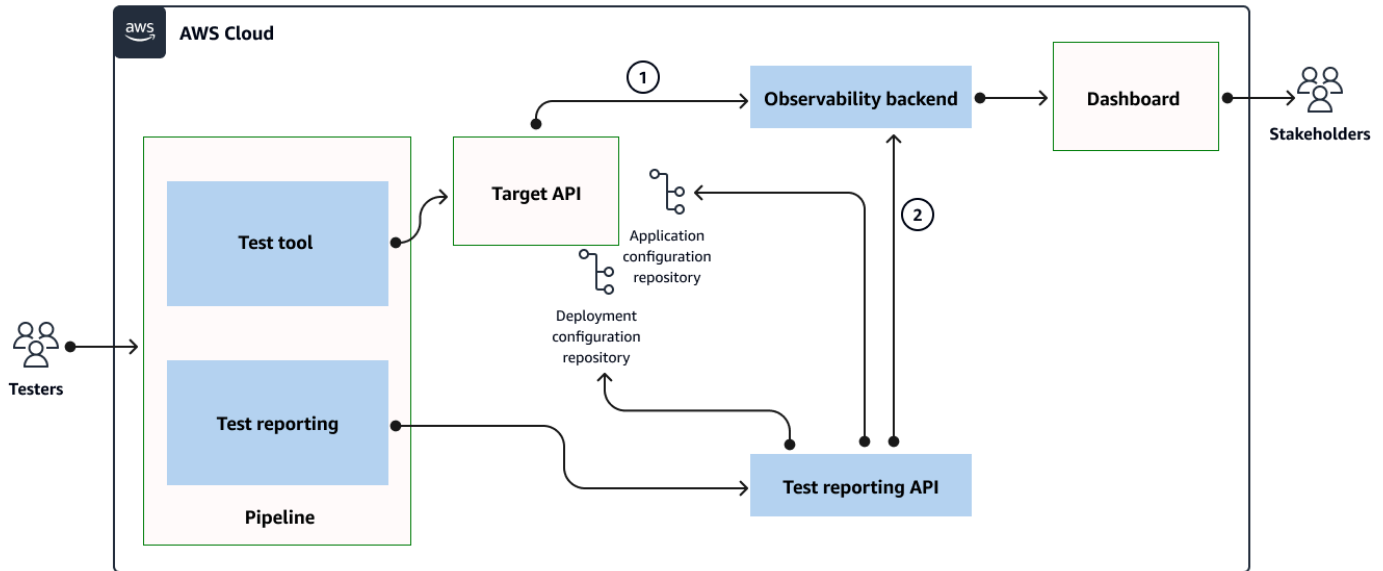 aws
AWS Cloud
1
Observability backend
Dashboard
Stakeholders
Target API
Test tool
2
Application
configuration
repository
Deployment
configuration
repository
Testers
Test reporting
Test reporting API
Pipeline